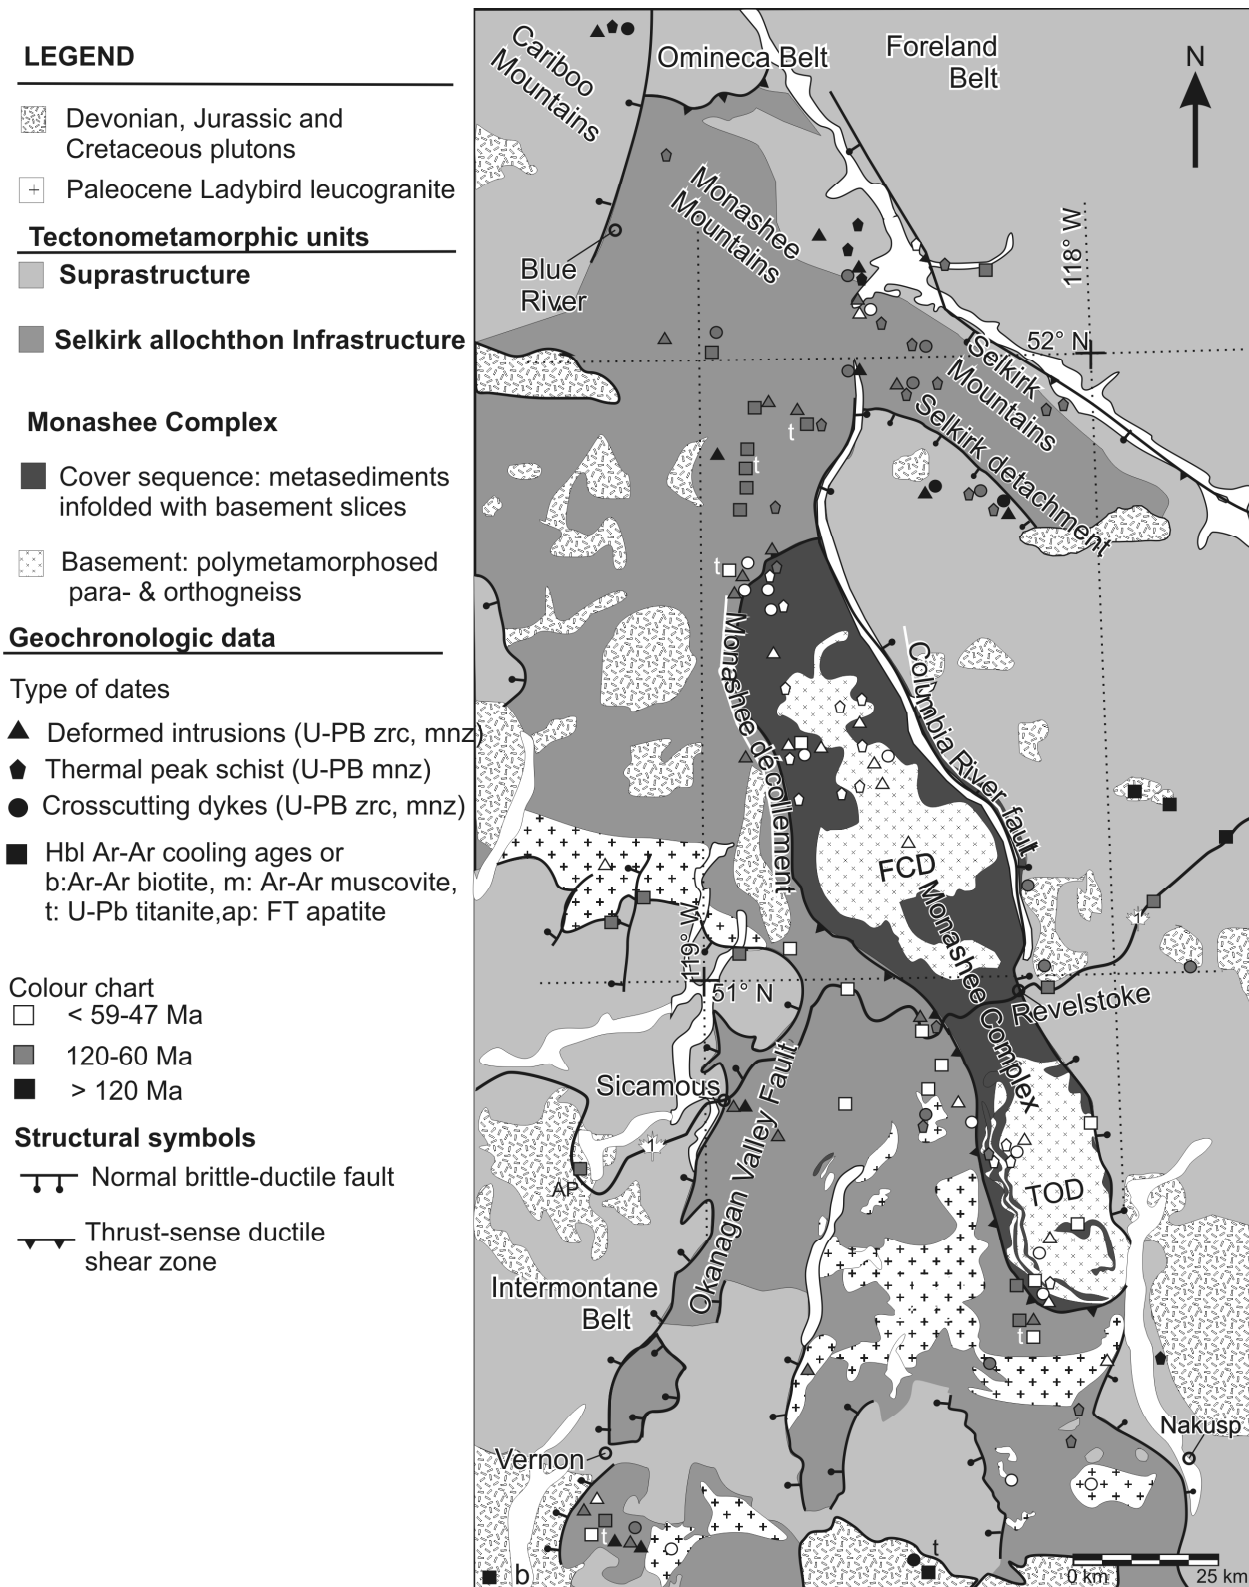 LEGEND
Devonian, Jurassic and
Cretaceous plutons
Paleocene Ladybird leucogranite
Tectonometamorphic units
Suprastructure
Selkirk allochthon Infrastructure
Monashee Complex
Cover sequence: metasediments
infolded with basement slices
Basement: polymetamorphosed
para- & orthogneiss
Geochronologic data
Type of dates
Deformed intrusions (U-PB zrc, mnz)
Thermal peak schist (U-PB mnz)
Crosscutting dykes (U-PB zrc, mnz)
Hbl Ar-Ar cooling ages or
b:Ar-Ar biotite, m: Ar-Ar muscovite,
t: U-Pb titanite,ap: FT apatite
Colour chart
< 59-47 Ma
120-60 Ma
> 120 Ma
Structural symbols
Normal brittle-ductile fault
Thrust-sense ductile
shear zone
Cariboo
Mountains
Omineca Belt
Foreland
Belt
N
Monashee
Mountains
118° W
Blue
River
52° N
Selkirk
Mountains
Selkirk detachment
t
t
t
Monashee decollement
Columbia River fault
FCD
Monashee Complex
119° W
51° N
1
Revelstoke
Sicamous
Okanagan Valley Fault
1
AP
TOD
Intermontane
Belt
t
Nakusp
Vernon
t
t
b
0 km
25 km